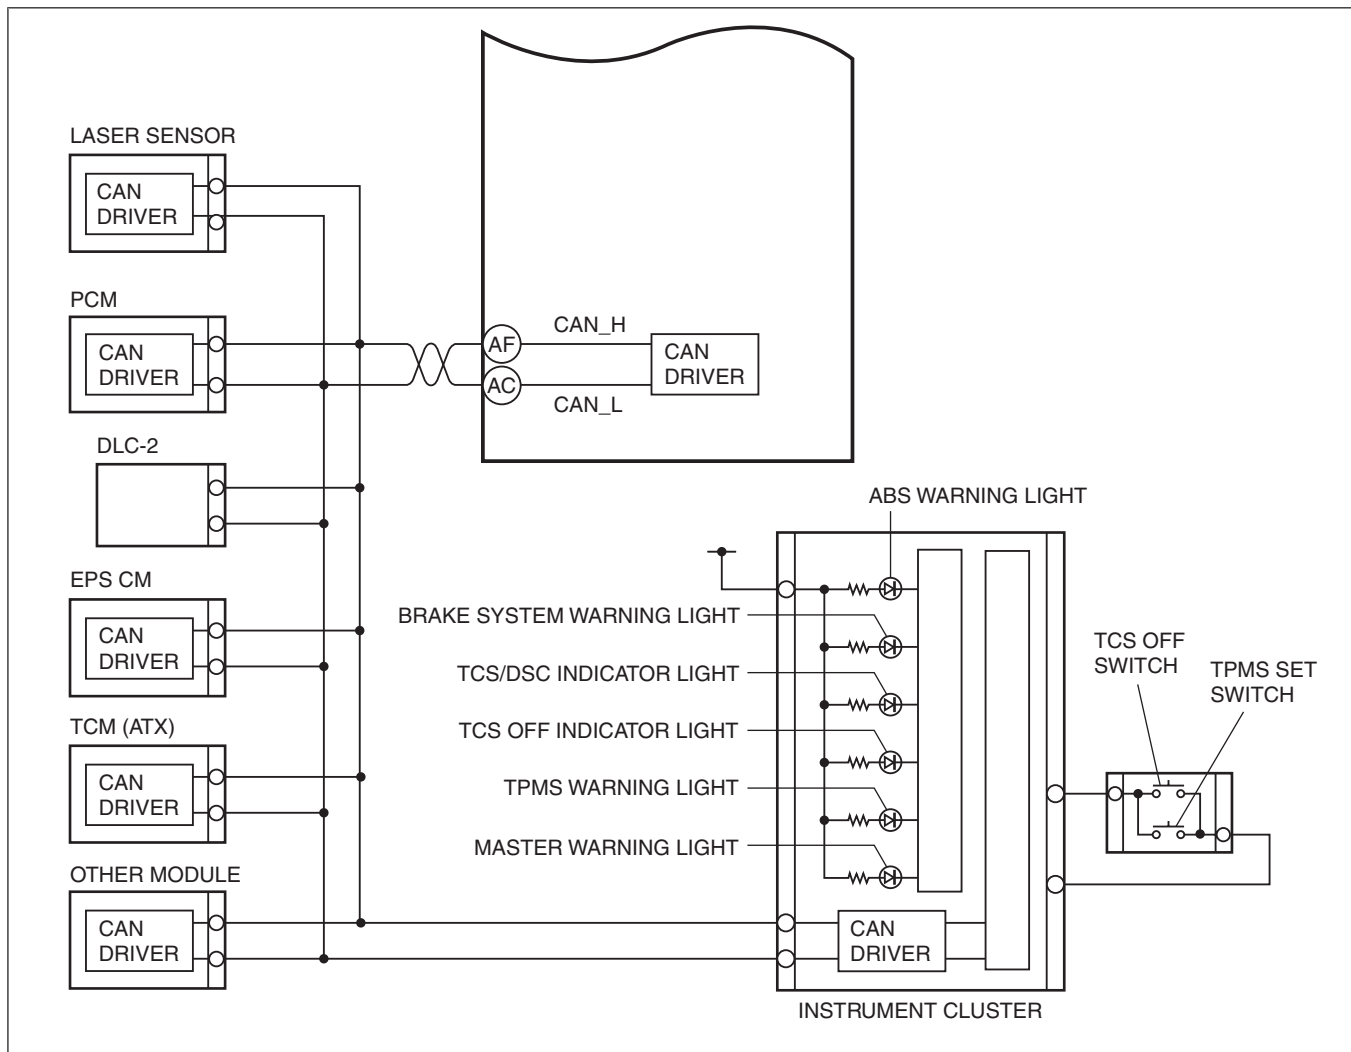 LASER SENSOR
CAN
DRIVER
PCM
CAN
DRIVER
AF
CAN_H
AC
CAN_L
CAN
DRIVER
DLC-2
EPS CM
CAN
DRIVER
TCM (ATX)
CAN
DRIVER
OTHER MODULE
CAN
DRIVER
ABS WARNING LIGHT
BRAKE SYSTEM WARNING LIGHT
TCS/DSC INDICATOR LIGHT
TCS OFF INDICATOR LIGHT
TPMS WARNING LIGHT
MASTER WARNING LIGHT
TCS OFF
SWITCH
TPMS SET
SWITCH
CAN
DRIVER
INSTRUMENT CLUSTER